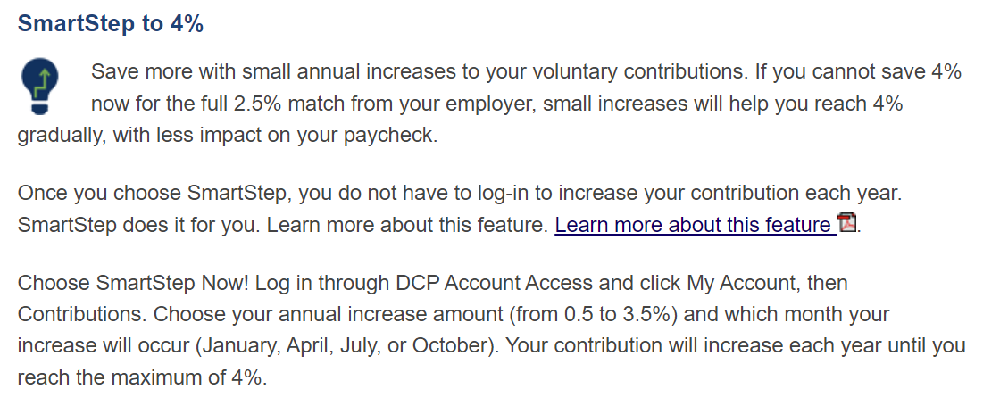 SmartStep to 4%
Save more with small annual increases to your voluntary contributions. If you cannot save 4%
now for the full 2.5% match from your employer, small increases will help you reach 4%
gradually, with less impact on your paycheck.
Once you choose SmartStep, you do not have to log-in to increase your contribution each year.
SmartStep does it for you. Learn more about this feature. Learn more about this feature .
Choose SmartStep Now! Log in through DCP Account Access and click My Account, then
Contributions. Choose your annual increase amount (from 0.5 to 3.5%) and which month your
increase will occur (January, April, July, or October). Your contribution will increase each year until you
reach the maximum of 4%.